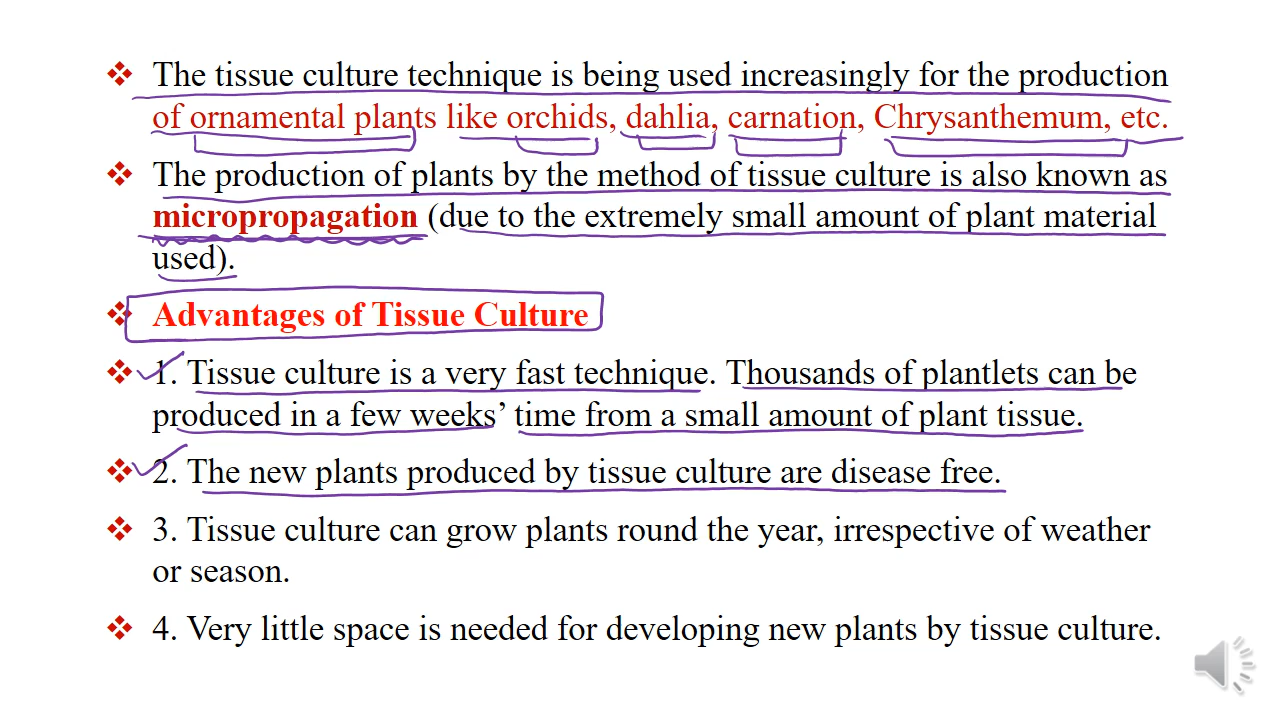 The tissue culture technique is being used increasingly for the production
of ornamental plants like orchids, dahlia, carnation, Chrysanthemum, etc.
The production of plants by the method of tissue culture is also known as
micropropagation (due to the extremely small amount of plant material
used).
Advantages of Tissue Culture
1. Tissue culture is a very fast technique. Thousands of plantlets can be
produced in a few weeks’ time from a small amount of plant tissue.
2. The new plants produced by tissue culture are disease free.
3. Tissue culture can grow plants round the year, irrespective of weather
or season.
4. Very little space is needed for developing new plants by tissue culture.